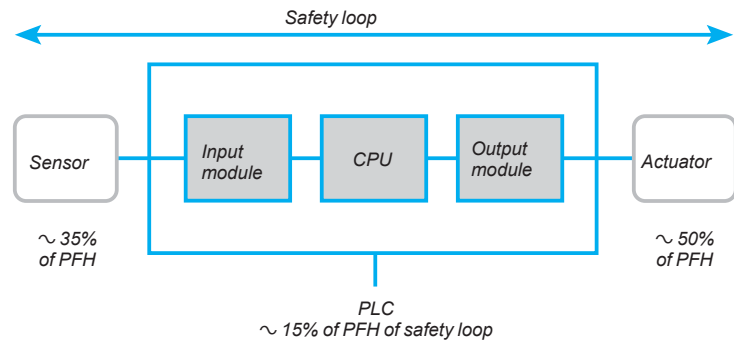 Safety loop
Sensor
Input
module
CPU
Output
module
Actuator
~ 35%
of PFH
~ 50%
of PFH
PLC
~ 15% of PFH of safety loop